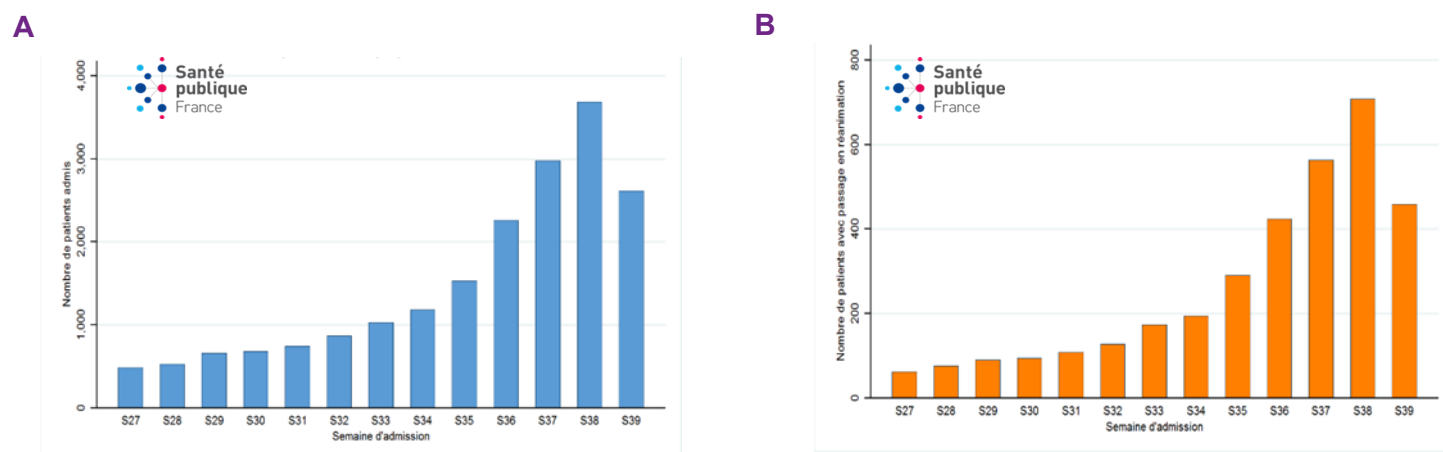 A
Santé
publique
France
Nombre de patients admis
4,000
3,000
2,000
1,000
0
S27 S28 S29 S30 S31 S32 S33 S34 S35 S36 S37 S38 S39
Semaine d'admission
B
Santé
publique
France
Nombre de patients avec passage en réanimation
800
600
400
200
0
S27 S28 S29 S30 S31 S32 S33 S34 S35 S36 S37 S38 S39
Semaine d'admission